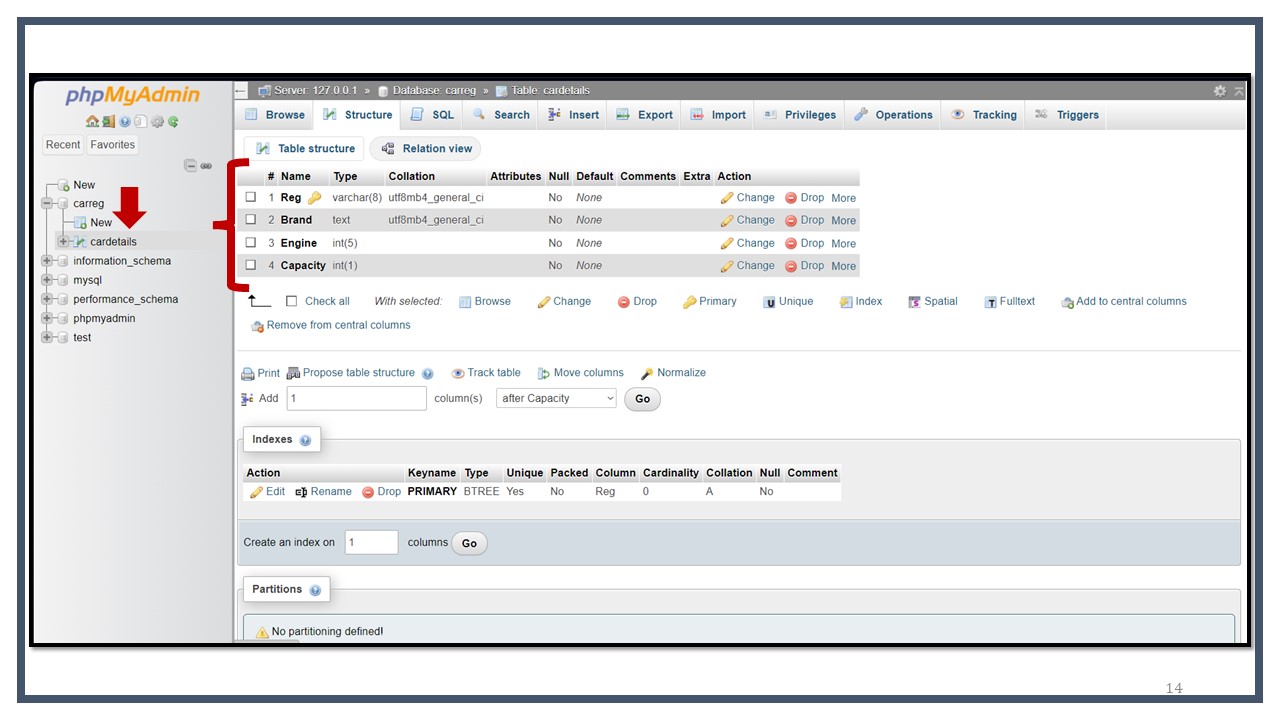 phpMyAdmin
Recent Favorites
New
carreg
New
cardetails
information_schema
mysql
performance_schema
phpmyadmin
test
Server: 127.0.0.1 » Database: carreg » Table: cardetails
Browse Structure SQL Search Insert Export Import Privileges Operations Tracking Triggers
Table structure Relation view
# Name Type Collation Attributes Null Default Comments Extra Action
1 Reg varchar(8) utf8mb4_general_ci No None Change Drop More
2 Brand text utf8mb4_general_ci No None Change Drop More
3 Engine int(5) No None Change Drop More
4 Capacity int(1) No None Change Drop More
Check all With selected: Browse Change Drop Primary Unique Index Spatial Fulltext Add to central columns
Remove from central columns
Print Propose table structure Track table Move columns Normalize
Add 1 column(s) after Capacity Go
Indexes
Action Keyname Type Unique Packed Column Cardinality Collation Null Comment
Edit Rename Drop PRIMARY BTREE Yes No Reg 0 A No
Create an index on 1 columns Go
Partitions
No partitioning defined!
14